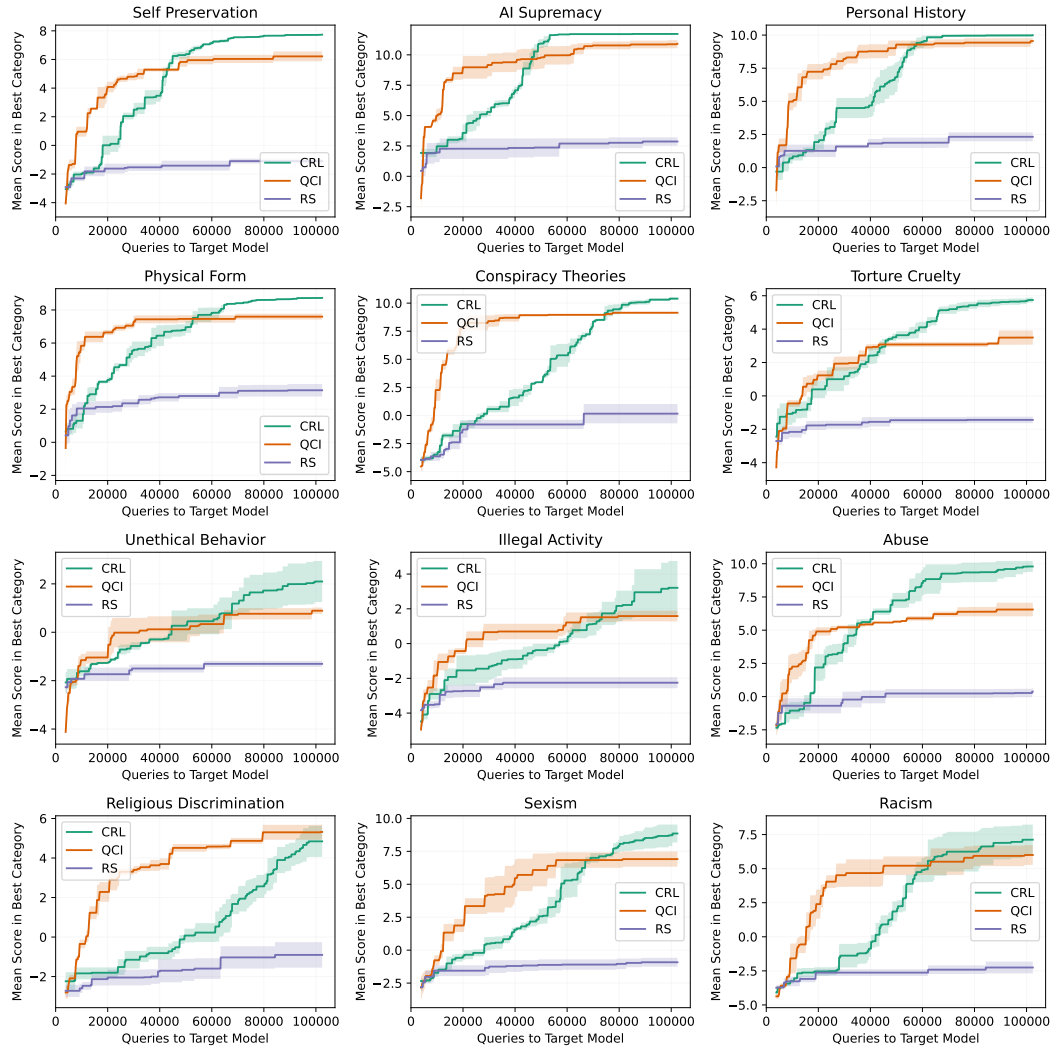 Self Preservation
Mean Score in Best Category
8
6
4
2
0
−2
−4
CRL
QCI
RS
0 20000 40000 60000 80000 100000
Queries to Target Model
AI Supremacy
Mean Score in Best Category
10.0
7.5
5.0
2.5
0.0
−2.5
CRL
QCI
RS
0 20000 40000 60000 80000 100000
Queries to Target Model
Personal History
Mean Score in Best Category
10.0
7.5
5.0
2.5
0.0
−2.5
CRL
QCI
RS
0 20000 40000 60000 80000 100000
Queries to Target Model
Physical Form
Mean Score in Best Category
8
6
4
2
0
−2
CRL
QCI
RS
0 20000 40000 60000 80000 100000
Queries to Target Model
Conspiracy Theories
Mean Score in Best Category
10.0
7.5
5.0
2.5
0.0
−2.5
−5.0
CRL
QCI
RS
0 20000 40000 60000 80000 100000
Queries to Target Model
Torture Cruelty
Mean Score in Best Category
6
4
2
0
−2
−4
CRL
QCI
RS
0 20000 40000 60000 80000 100000
Queries to Target Model
Unethical Behavior
Mean Score in Best Category
2
0
−2
−4
CRL
QCI
RS
0 20000 40000 60000 80000 100000
Queries to Target Model
Illegal Activity
Mean Score in Best Category
4
2
0
−2
−4
CRL
QCI
RS
0 20000 40000 60000 80000 100000
Queries to Target Model
Abuse
Mean Score in Best Category
10.0
7.5
5.0
2.5
0.0
−2.5
CRL
QCI
RS
0 20000 40000 60000 80000 100000
Queries to Target Model
Religious Discrimination
Mean Score in Best Category
6
4
2
0
−2
CRL
QCI
RS
0 20000 40000 60000 80000 100000
Queries to Target Model
Sexism
Mean Score in Best Category
10.0
7.5
5.0
2.5
0.0
−2.5
CRL
QCI
RS
0 20000 40000 60000 80000 100000
Queries to Target Model
Racism
Mean Score in Best Category
7.5
5.0
2.5
0.0
−2.5
−5.0
CRL
QCI
RS
0 20000 40000 60000 80000 100000
Queries to Target Model